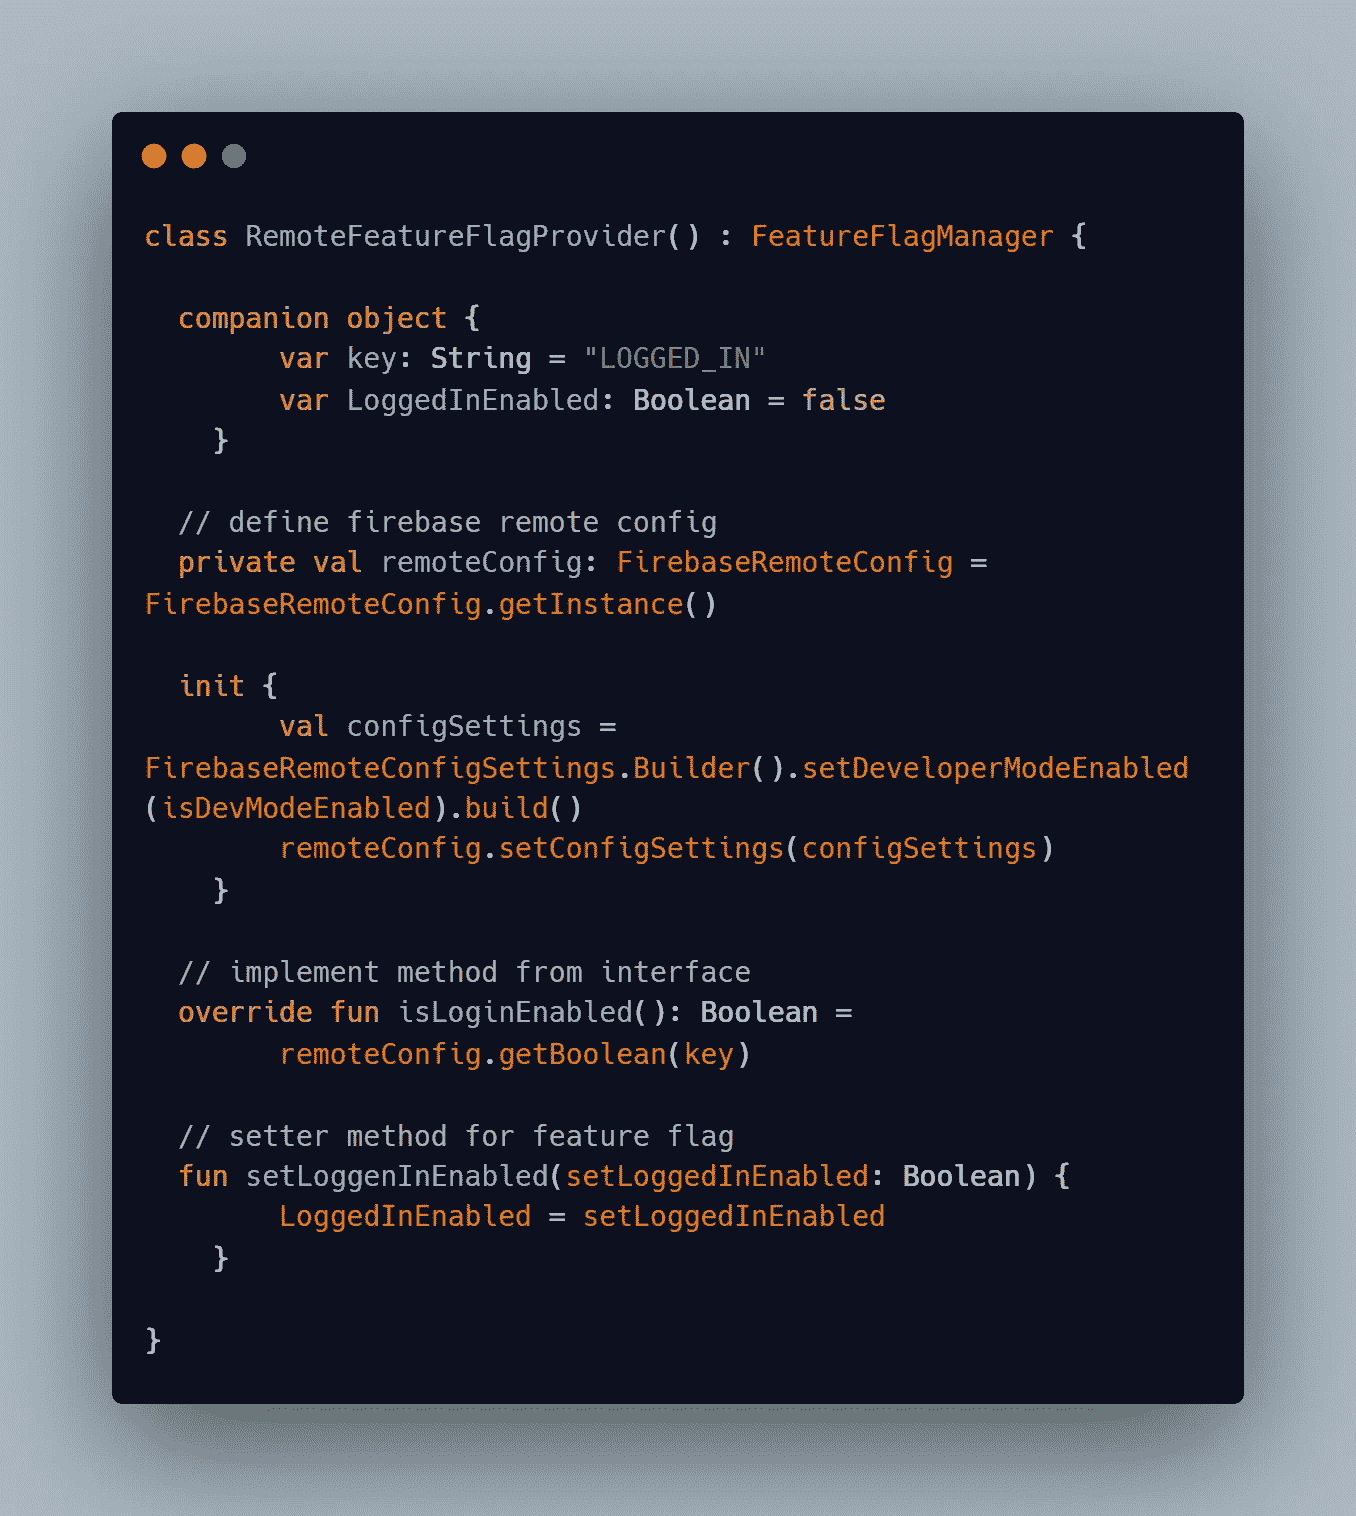 class RemoteFeatureFlagProvider() : FeatureFlagManager {
companion object {
var key: String = "LOGGED_IN"
var LoggedInEnabled: Boolean = false
}
// define firebase remote config
private val remoteConfig: FirebaseRemoteConfig =
FirebaseRemoteConfig.getInstance()
init {
val configSettings =
FirebaseRemoteConfigSettings.Builder().setDeveloperModeEnabled
(isDevModeEnabled).build()
remoteConfig.setConfigSettings(configSettings)
}
// implement method from interface
override fun isLoginEnabled(): Boolean =
remoteConfig.getBoolean(key)
// setter method for feature flag
fun setLoggenInEnabled(setLoggedInEnabled: Boolean) {
LoggedInEnabled = setLoggedInEnabled
}
}